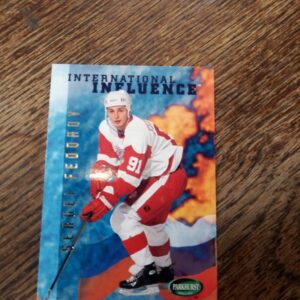 INTERNATIONAL
INFLUENCE
SERGEI FEDOROV
91
PARKHURST